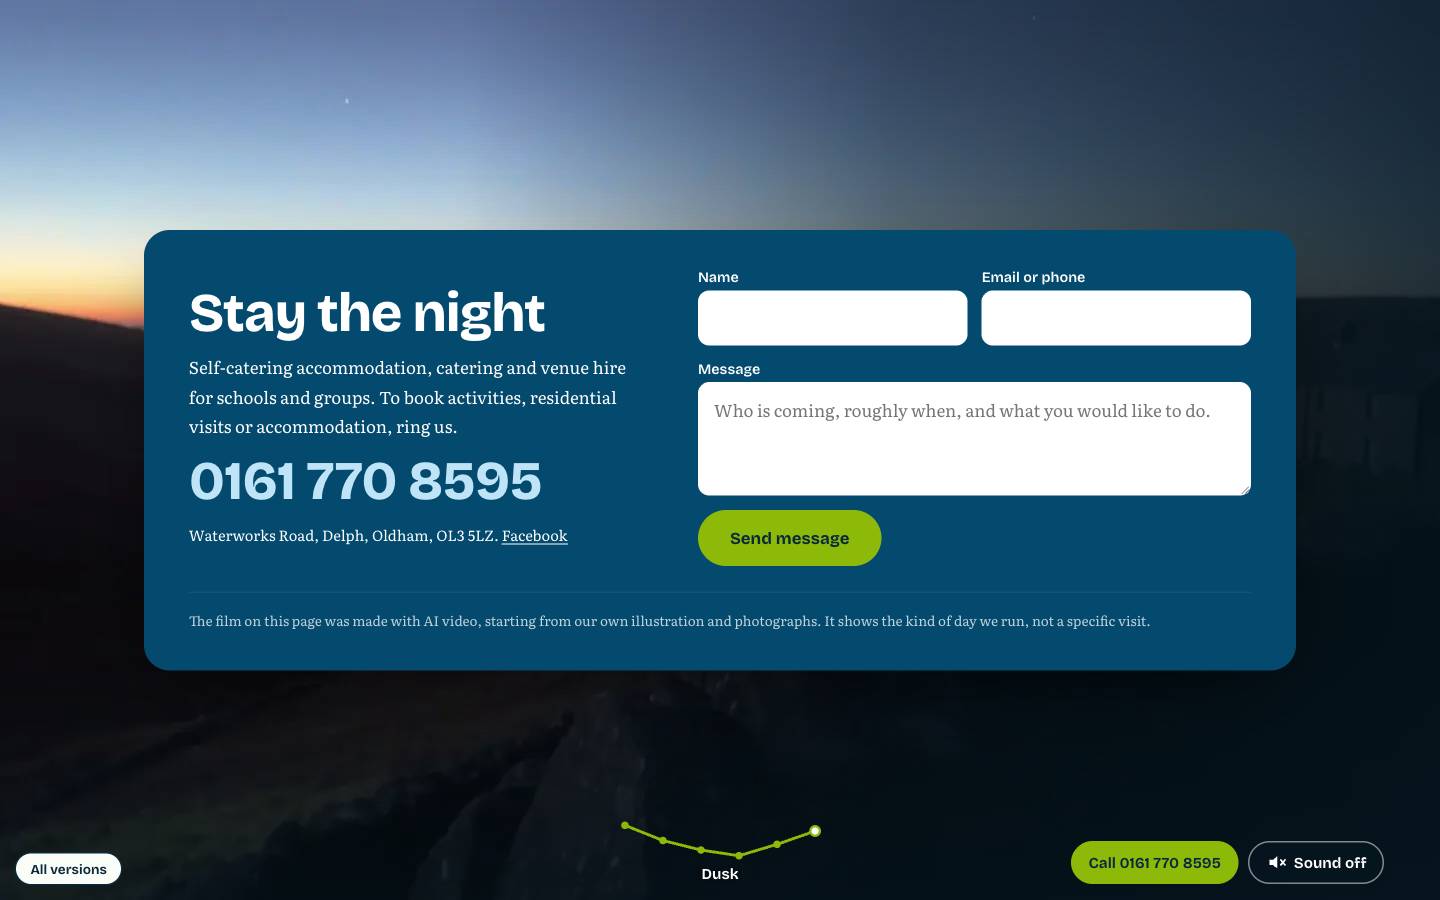 Stay the night
Self-catering accommodation, catering and venue hire
for schools and groups. To book activities, residential
visits or accommodation, ring us.
0161 770 8595
Waterworks Road, Delph, Oldham, OL3 5LZ. Facebook
Name
Email or phone
Message
Who is coming, roughly when, and what you would like to do.
Send message
The film on this page was made with AI video, starting from our own illustration and photographs. It shows the kind of day we run, not a specific visit.
All versions
Dusk
Call 0161 770 8595
Sound off